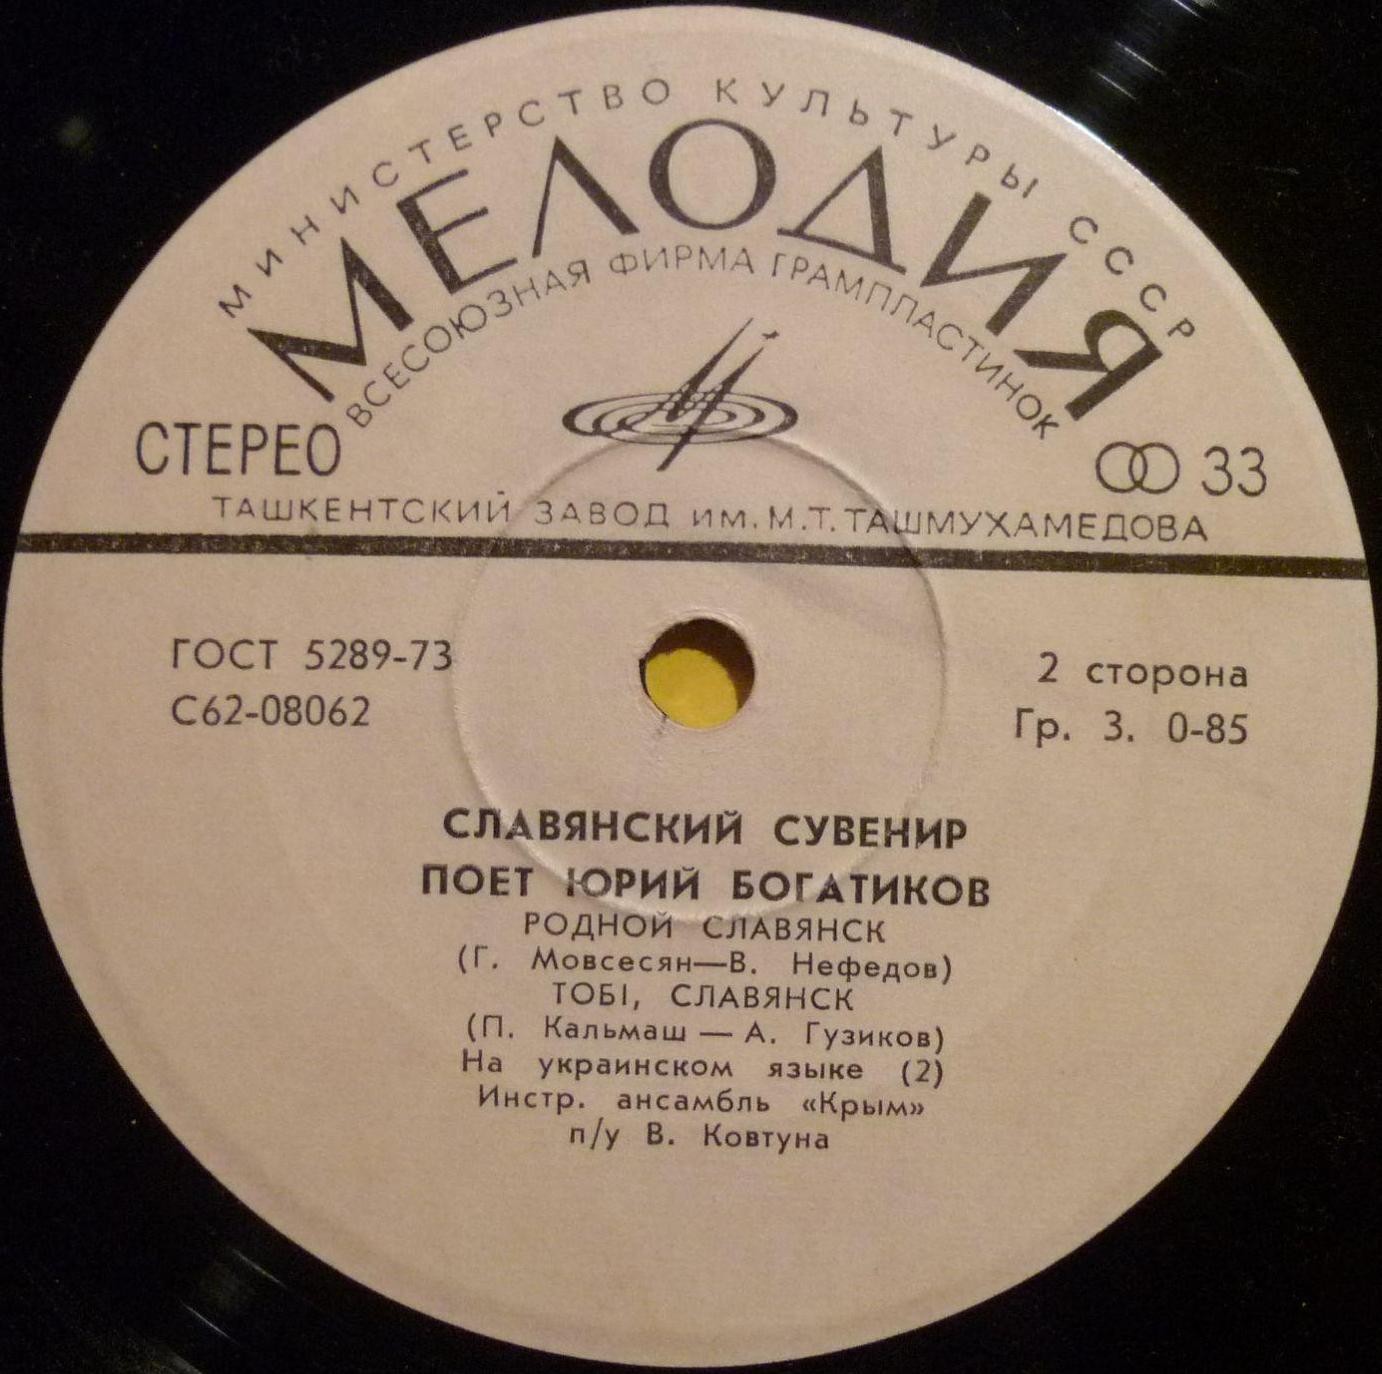 МИНИСТЕРСТВО КУЛЬТУРЫ СССР
МЕЛОДИЯ
ВСЕСОЮЗНАЯ ФИРМА ГРАМПЛАСТИНОК
СТЕРЕО
33
ТАШКЕНТСКИЙ ЗАВОД ИМ. М.Т. ТАШМУХАМЕДОВА
ГОСТ 5289-73
2 сторона
С62-08062
Гр. 3. 0-85
СЛАВЯНСКИЙ СУВЕНИР
ПОЕТ ЮРИЙ БОГАТИКОВ
РОДНОЙ СЛАВЯНСК
(Г. Мовсесян—В. Нефедов)
ТОБІ, СЛАВЯНСК
(П. Кальмаш — А. Гузиков)
На украинском языке (2)
Инстр. ансамбль «Крым»
п/у В. Ковтуна